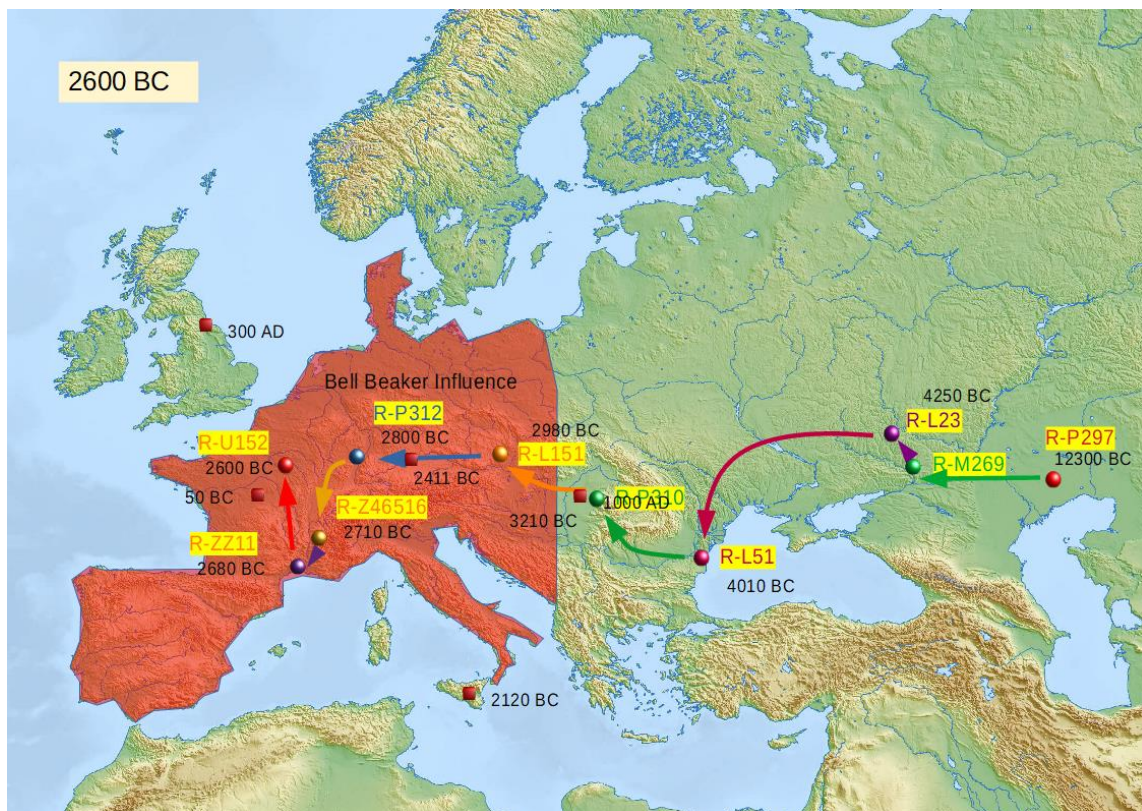 2600 BC
300 AD
Bell Beaker Influence
R-P312
4250 BC
R-L23
R-U152
2800 BC
2980 BC
R-L151
R-P297
2600 BC
2411 BC
R-M269
12300 BC
50 BC
R-Z46516
R-P310
1000 AD
3210 BC
2710 BC
R-ZZ11
2680 BC
R-L51
4010 BC
2120 BC